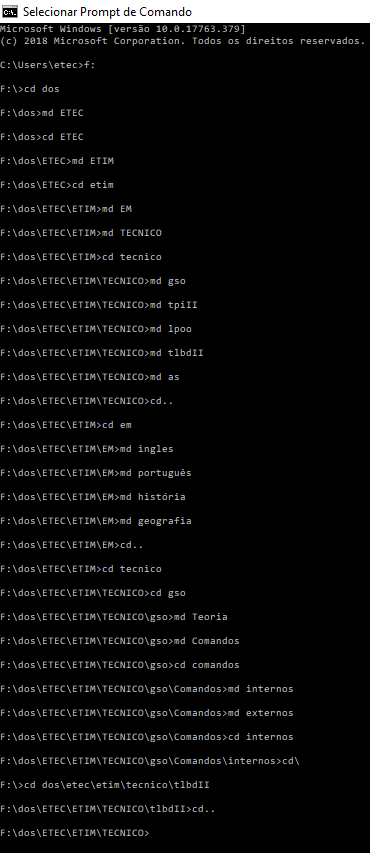 Selecionar Prompt de Comando
Microsoft Windows [versão 10.0.17763.379]
(c) 2018 Microsoft Corporation. Todos os direitos reservados.
C:\Users\etec>f:
F:\>cd dos
F:\dos>md ETEC
F:\dos>cd ETEC
F:\dos\ETEC>md ETIM
F:\dos\ETEC>cd etim
F:\dos\ETEC\ETIM>md EM
F:\dos\ETEC\ETIM>md TECNICO
F:\dos\ETEC\ETIM>cd tecnico
F:\dos\ETEC\ETIM\TECNICO>md gso
F:\dos\ETEC\ETIM\TECNICO>md tpiII
F:\dos\ETEC\ETIM\TECNICO>md lpoo
F:\dos\ETEC\ETIM\TECNICO>md tlbdII
F:\dos\ETEC\ETIM\TECNICO>md as
F:\dos\ETEC\ETIM\TECNICO>cd..
F:\dos\ETEC\ETIM>cd em
F:\dos\ETEC\ETIM\EM>md ingles
F:\dos\ETEC\ETIM\EM>md português
F:\dos\ETEC\ETIM\EM>md história
F:\dos\ETEC\ETIM\EM>md geografia
F:\dos\ETEC\ETIM\EM>cd..
F:\dos\ETEC\ETIM>cd tecnico
F:\dos\ETEC\ETIM\TECNICO>cd gso
F:\dos\ETEC\ETIM\TECNICO\gso>md Teoria
F:\dos\ETEC\ETIM\TECNICO\gso>md Comandos
F:\dos\ETEC\ETIM\TECNICO\gso>cd comandos
F:\dos\ETEC\ETIM\TECNICO\gso\Comandos>md internos
F:\dos\ETEC\ETIM\TECNICO\gso\Comandos>md externos
F:\dos\ETEC\ETIM\TECNICO\gso\Comandos>cd internos
F:\dos\ETEC\ETIM\TECNICO\gso\Comandos\internos>cd\
F:\>cd dos\etec\etim\tecnico\tlbdII
F:\dos\ETEC\ETIM\TECNICO\tlbdII>cd..
F:\dos\ETEC\ETIM\TECNICO>